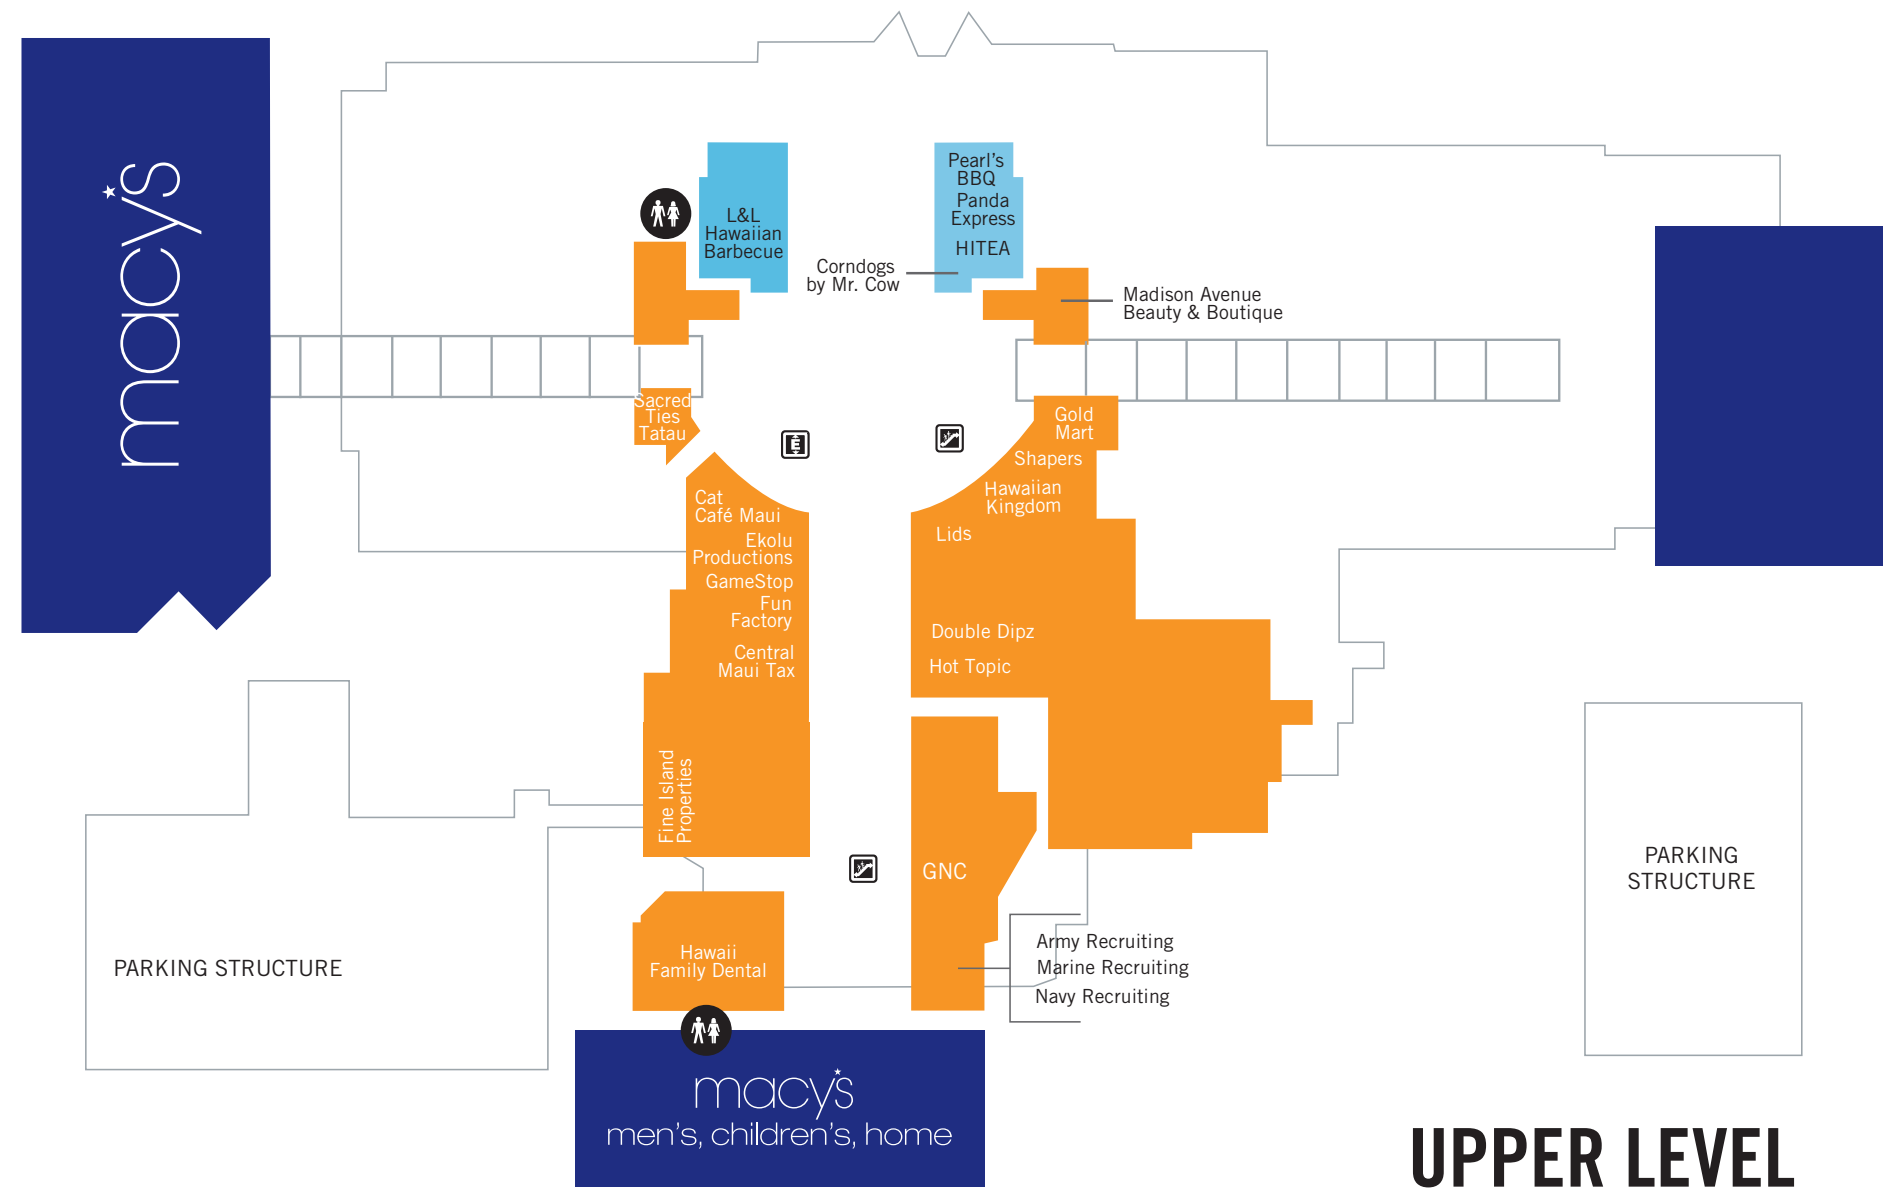 macy's
L&L
Hawaiian
Barbecue
Pearl's
BBQ
Panda
Express
HITEA
Corndogs
by Mr. Cow
Madison Avenue
Beauty & Boutique
Sacred
Ties
Tatau
E
Gold
Mart
Shapers
Hawaiian
Kingdom
Lids
Cat
Café Maui
Ekolu
Productions
GameStop
Fun
Factory
Central
Maui Tax
Double Dipz
Hot Topic
Fine Island
Properties
GNC
PARKING
STRUCTURE
Army Recruiting
Marine Recruiting
Navy Recruiting
Hawaii
Family Dental
PARKING STRUCTURE
macy's
men's, children's, home
UPPER LEVEL